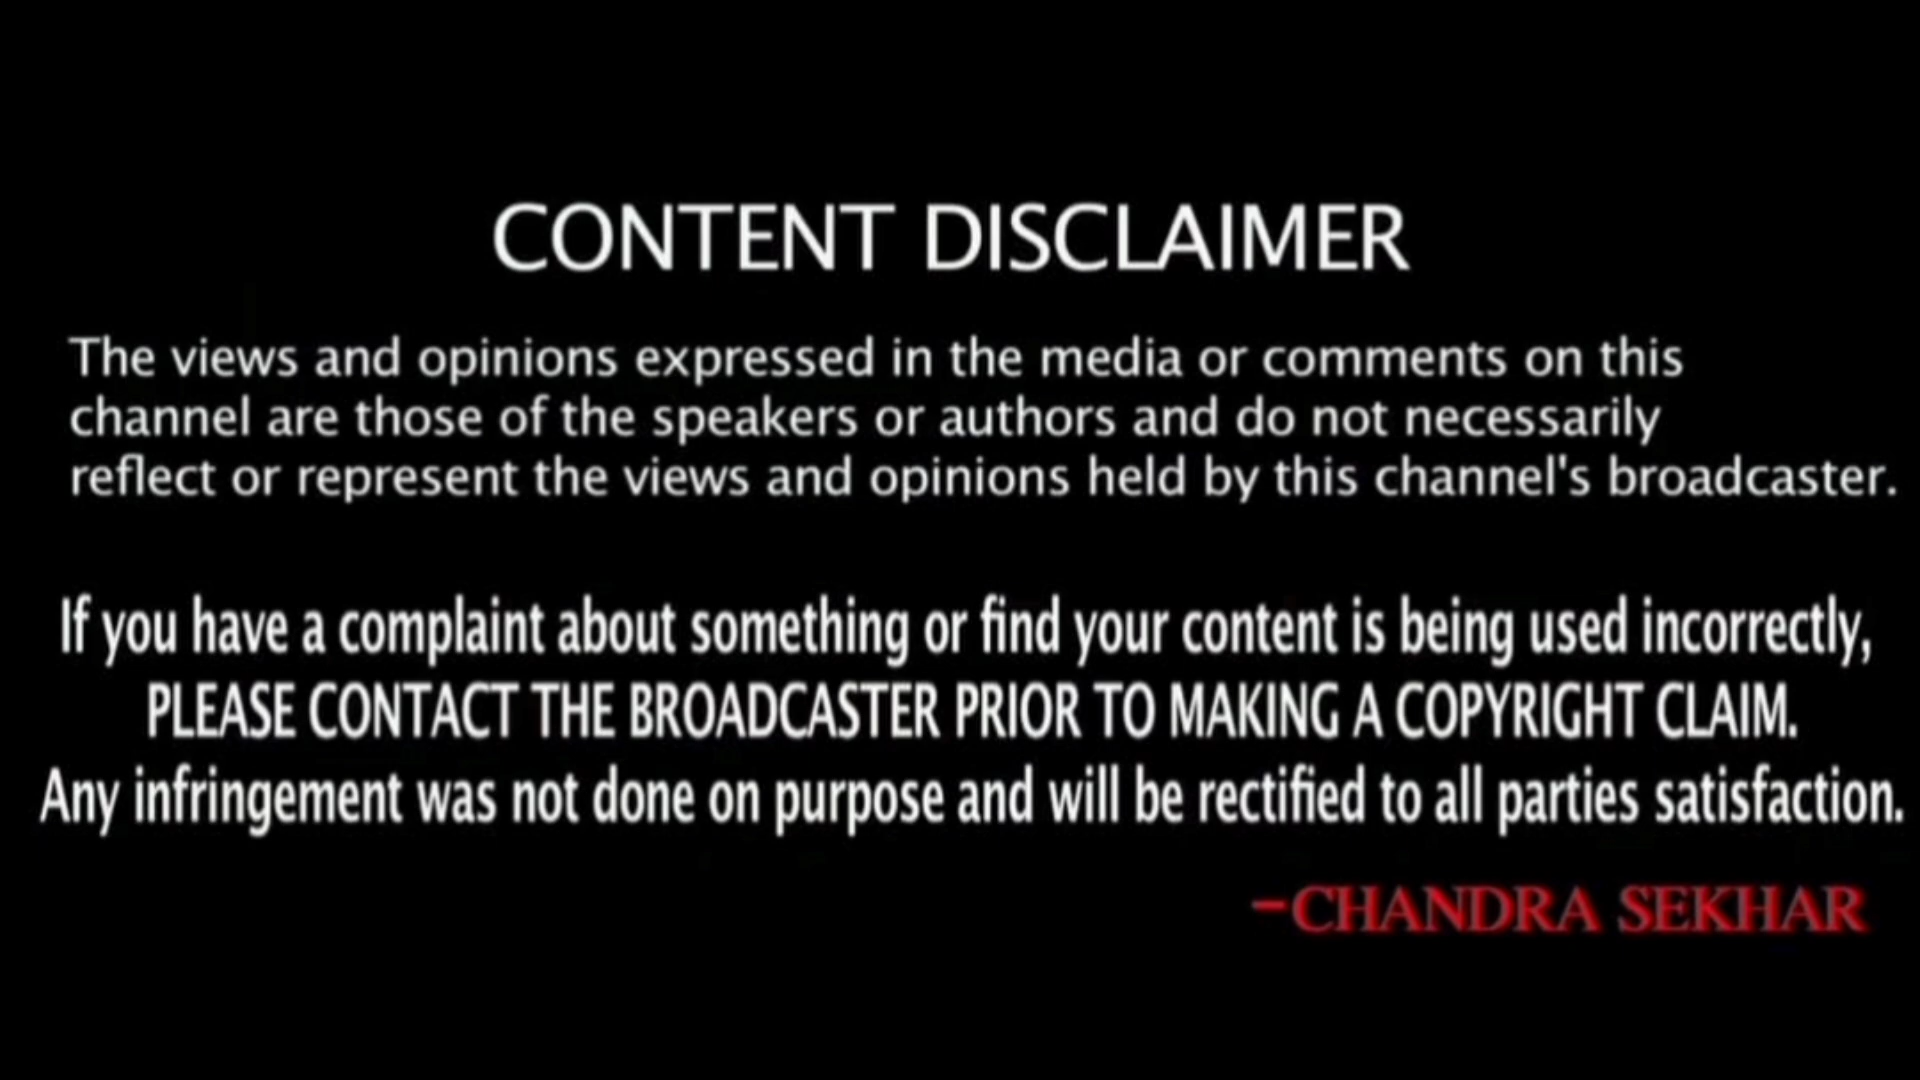 CONTENT DISCLAIMER
The views and opinions expressed in the media or comments on this
channel are those of the speakers or authors and do not necessarily
reflect or represent the views and opinions held by this channel's broadcaster.
If you have a complaint about something or find your content is being used incorrectly,
PLEASE CONTACT THE BROADCASTER PRIOR TO MAKING A COPYRIGHT CLAIM.
Any infringement was not done on purpose and will be rectified to all parties satisfaction.
-CHANDRA SEKHAR